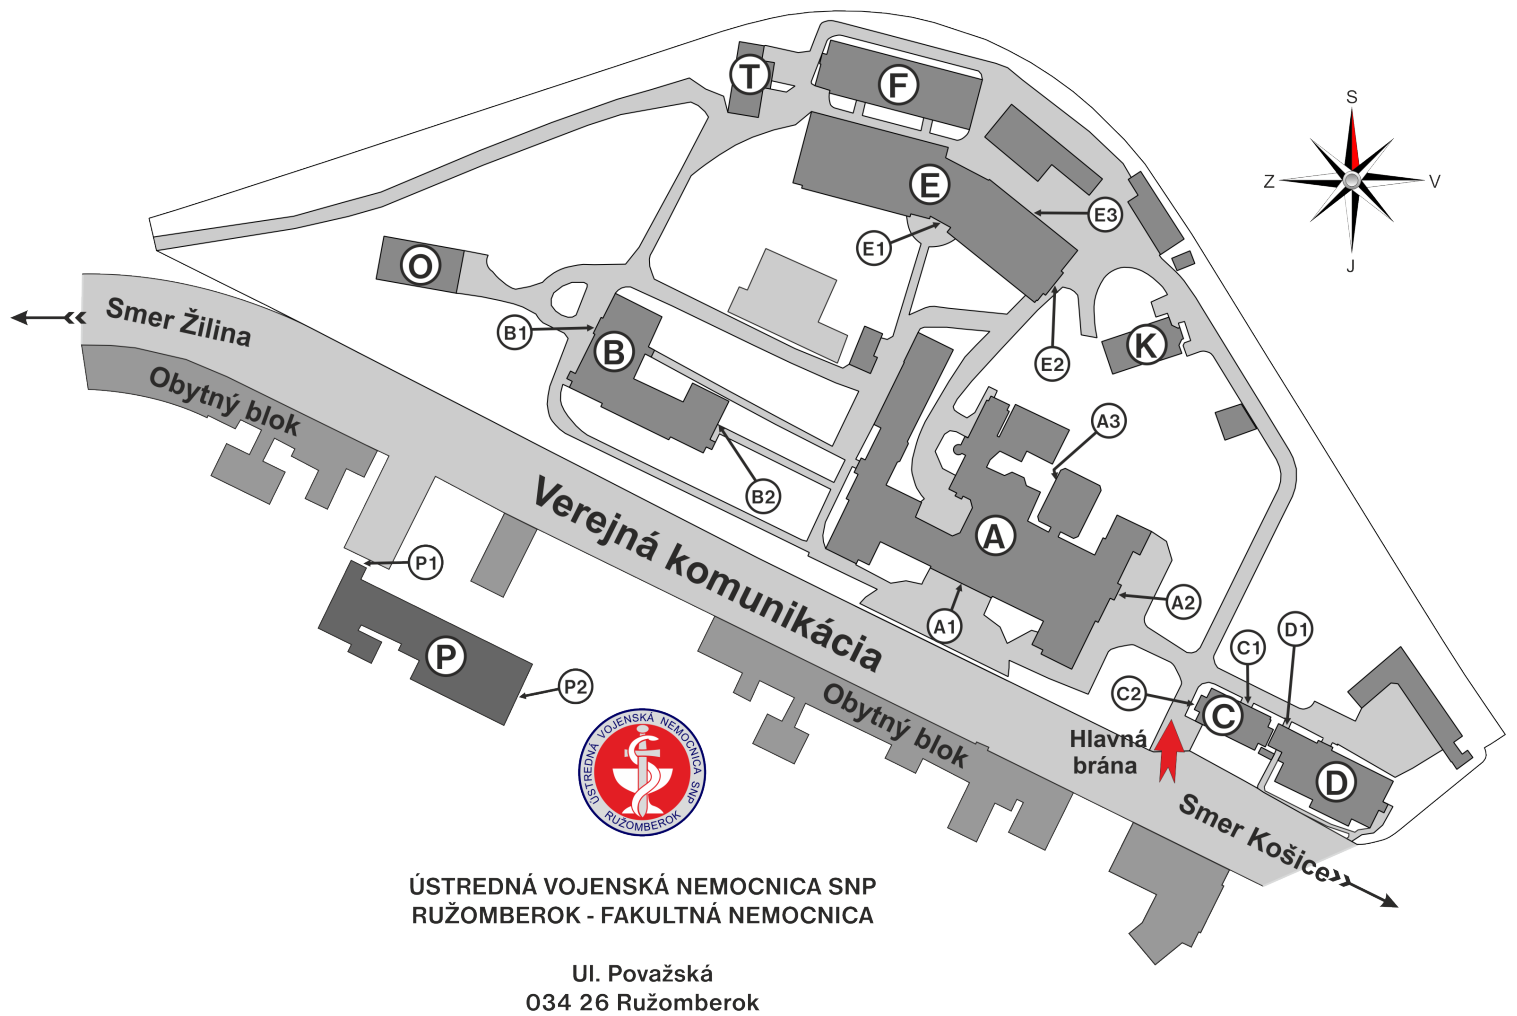 T
F
S
Z
V
J
E
E3
E1
O
Smer Žilina
B1
B
E2
K
Obytný blok
A3
B2
Verejná komunikácia
A
P1
A2
A1
P
P2
C1
D1
C2
C
Obytný blok
Hlavná
brána
D
Smer Košice
ÚSTREDNÁ VOJENSKÁ NEMOCNICA SNP
RUŽOMBEROK
ÚSTREDNÁ VOJENSKÁ NEMOCNICA SNP
RUŽOMBEROK - FAKULTNÁ NEMOCNICA
Ul. Považská
034 26 Ružomberok